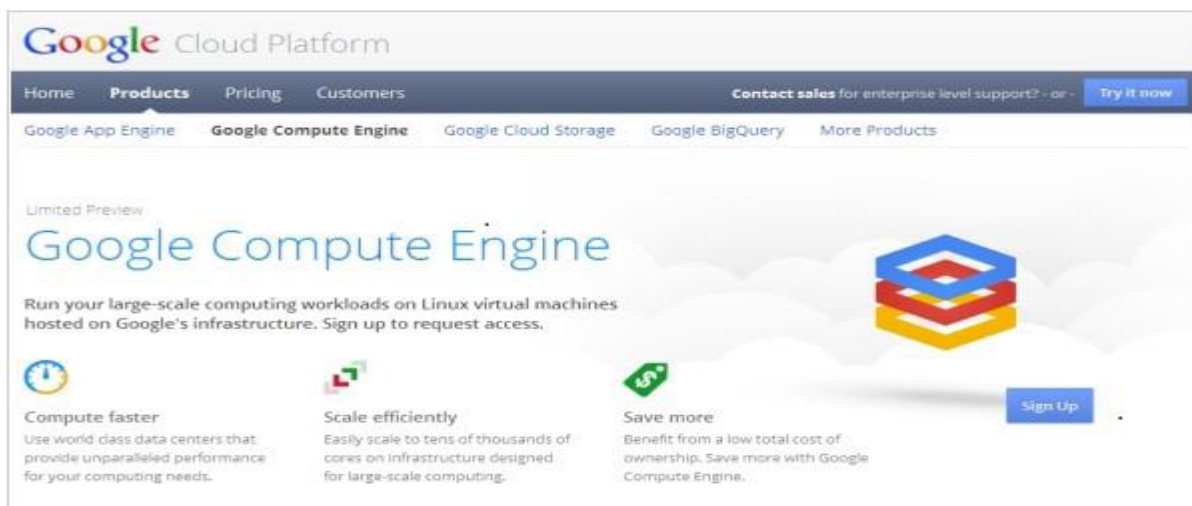 Google Cloud Platform
Home Products Pricing Customers Contact sales for enterprise level support? - or - Try it now
Google App Engine Google Compute Engine Google Cloud Storage Google BigQuery More Products
Limited Preview
Google Compute Engine
Run your large-scale computing workloads on Linux virtual machines
hosted on Google's infrastructure. Sign up to request access.
Sign Up
Compute faster
Use world class data centers that
provide unparalleled performance
for your computing needs.
Scale efficiently
Easily scale to tens of thousands of
cores on infrastructure designed
for large-scale computing.
Save more
Benefit from a low total cost of
ownership. Save more with Google
Compute Engine.